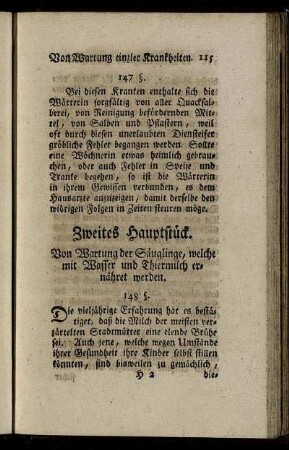 Von Wartung einzler Krankheiten. 115
147 §.
Bei diesen Kranken enthalte sich die
Wärterin sorgfältig von aller Quacksal-
berei, von Reinigung befördernden Mit-
tel, von Salben und Pflastern, weil
oft durch diesen unerlaubten Diensteifer
gröbliche Fehler begangen werden. Sollte
eine Wöchnerin etwas heimlich gebrau-
chen, oder auch Fehler in Speise und
Tranke begehen, so ist die Wärterin
in ihrem Gewissen verbunden, es dem
Hausarzte anzuzeigen, damit derselbe den
widrigen Folgen in Zeiten steuren möge.
Zweites Hauptstück.
Von Wartung der Säuglinge, welche
mit Wasser und Thiermilch er-
nähret werden.
148 §.
Die vieljährige Erfahrung hat es bestä-
tiget, daß die Milch der meisten ver-
zärtelten Stadtmütter eine elende Brühe
sei. Auch jene, welche wegen Umstände
ihrer Gesundheit ihre Kinder selbst stillen
könnten, sind bisweilen zu gemächlich,
H 2 die-